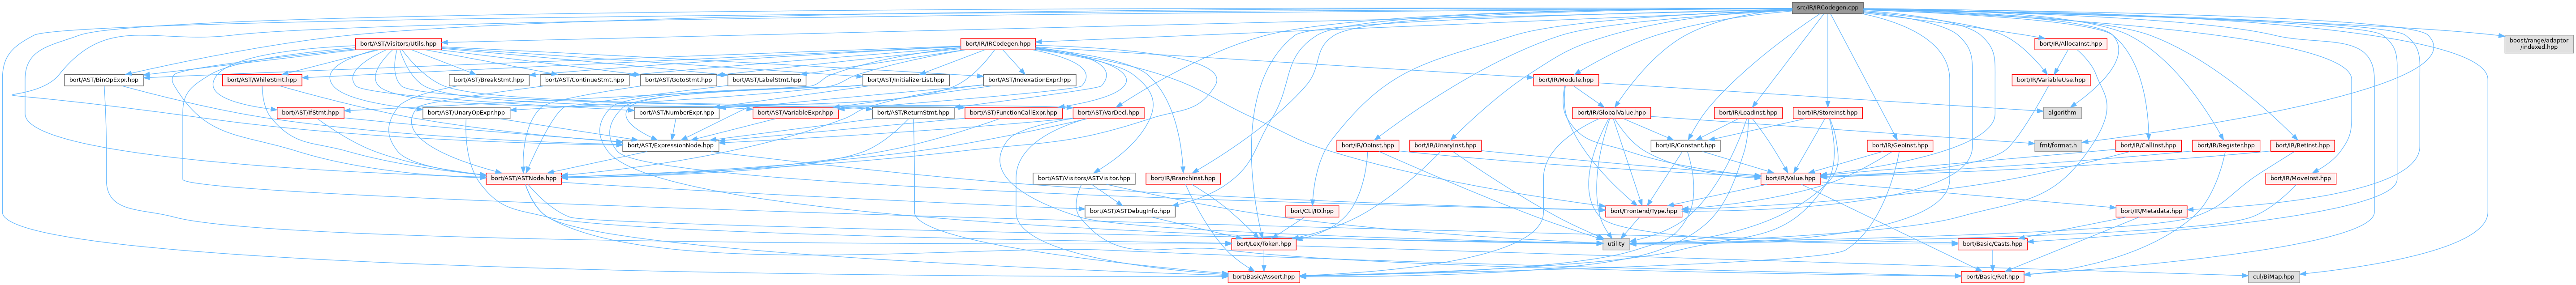 src/IR/IRCodegen.cpp
bort/AST/Visitors/Utils.hpp
bort/IR/IRCodegen.hpp
bort/IR/AllocaInst.hpp
boost/range/adaptor
/indexed.hpp
bort/AST/BinOpExpr.hpp
bort/AST/WhileStmt.hpp
bort/AST/BreakStmt.hpp
bort/AST/ContinueStmt.hpp
bort/AST/GotoStmt.hpp
bort/AST/LabelStmt.hpp
bort/AST/InitializerList.hpp
bort/AST/IndexationExpr.hpp
bort/IR/Module.hpp
bort/IR/VariableUse.hpp
bort/AST/IfStmt.hpp
bort/AST/UnaryOpExpr.hpp
bort/AST/NumberExpr.hpp
bort/AST/VariableExpr.hpp
bort/AST/ReturnStmt.hpp
bort/AST/FunctionCallExpr.hpp
bort/AST/VarDecl.hpp
bort/IR/GlobalValue.hpp
bort/IR/LoadInst.hpp
bort/IR/StoreInst.hpp
algorithm
bort/AST/ExpressionNode.hpp
bort/IR/OpInst.hpp
bort/IR/UnaryInst.hpp
bort/IR/Constant.hpp
bort/IR/GepInst.hpp
fmt/format.h
bort/IR/CallInst.hpp
bort/IR/Register.hpp
bort/IR/RetInst.hpp
bort/AST/ASTNode.hpp
bort/AST/Visitors/ASTVisitor.hpp
bort/IR/BranchInst.hpp
bort/IR/Value.hpp
bort/IR/MoveInst.hpp
bort/AST/ASTDebugInfo.hpp
bort/CLI/IO.hpp
bort/Frontend/Type.hpp
bort/IR/Metadata.hpp
bort/Lex/Token.hpp
utility
bort/Basic/Casts.hpp
bort/Basic/Assert.hpp
bort/Basic/Ref.hpp
cul/BiMap.hpp